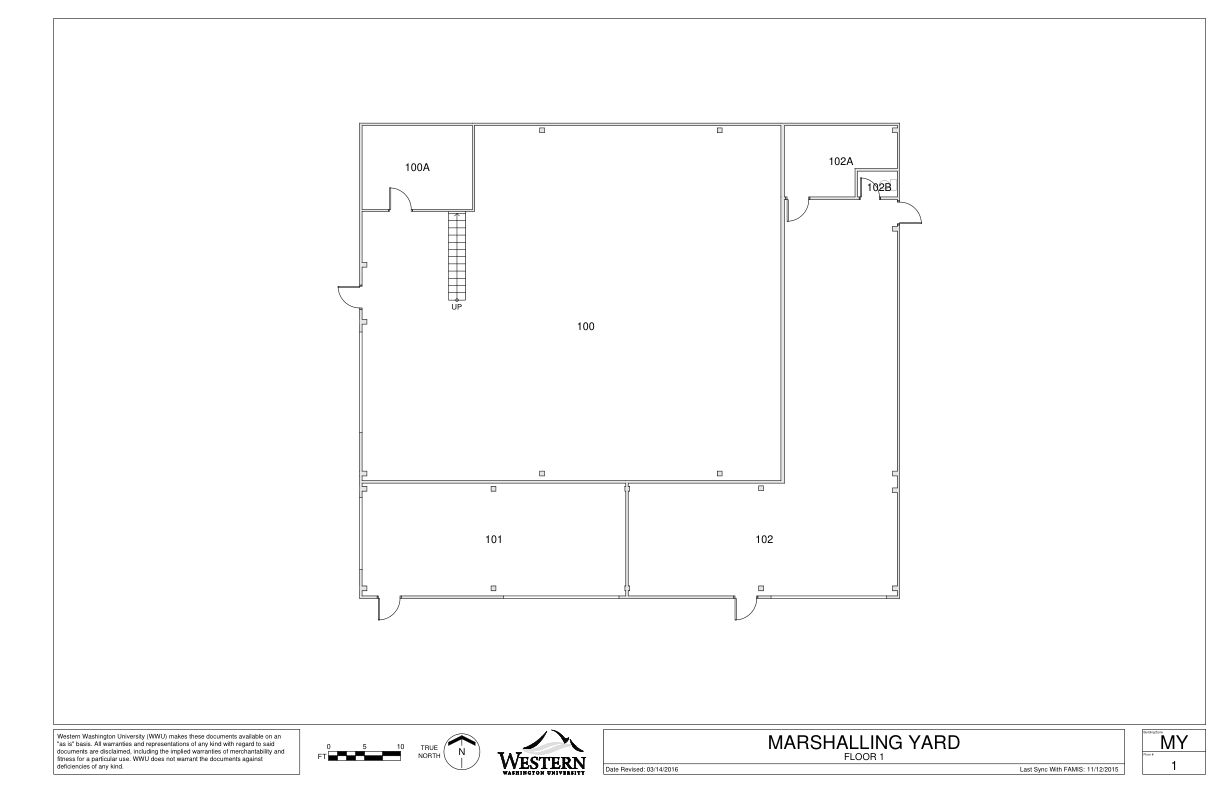 100A
102A
102B
UP
100
101
102
Western Washington University (WWU) makes these documents available on an
"as is" basis. All warranties and representations of any kind with regard to said
documents are disclaimed, including the implied warranties of merchantability and
fitness for a particular use. WWU does not warrant the documents against
deficiencies of any kind.
0 5 10
FT
TRUE
NORTH
N
WESTERN
WASHINGTON UNIVERSITY
MARSHALLING YARD
FLOOR 1
Date Revised: 03/14/2016
Last Sync With FAMIS: 11/12/2015
MY
Floor #
1